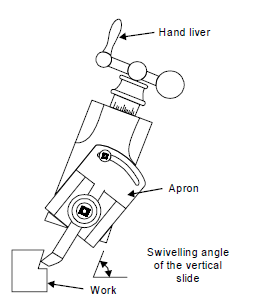 Hand liver
Apron
Swivelling angle
of the vertical
slide
Work